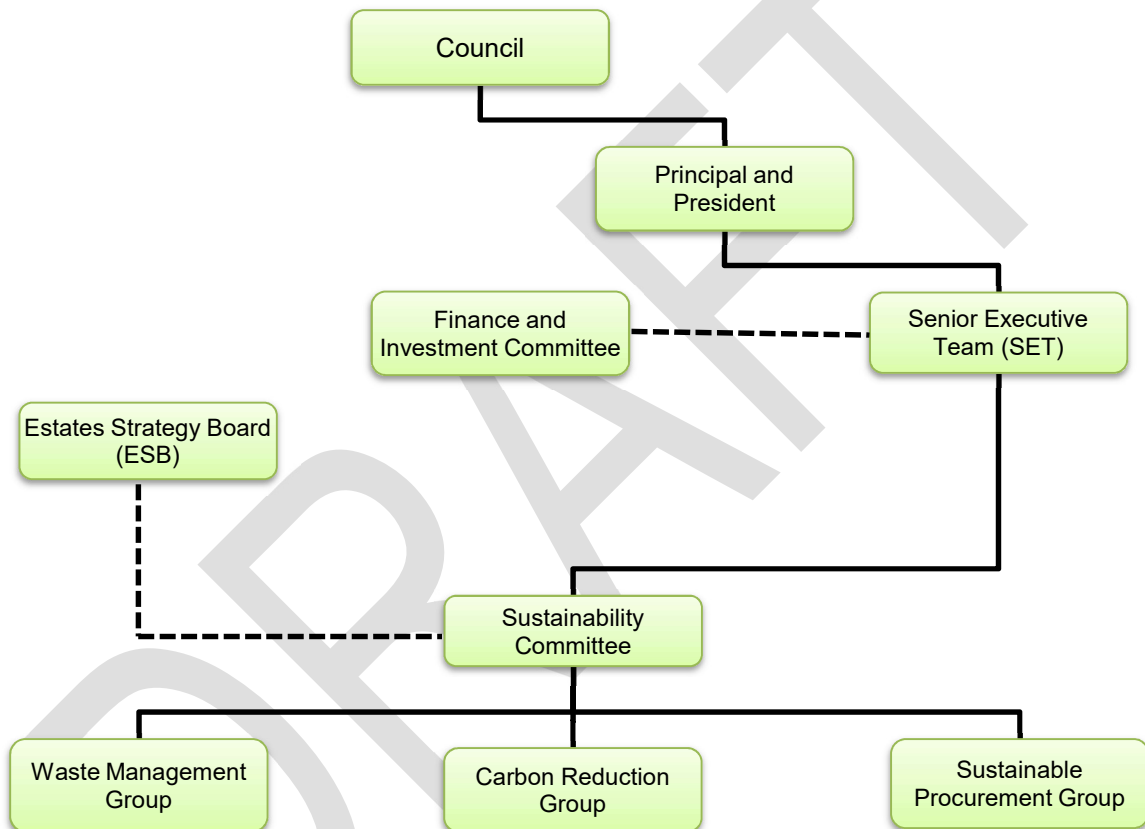 Council
Principal and
President
Finance and
Investment Committee
Senior Executive
Team (SET)
Estates Strategy Board
(ESB)
Sustainability
Committee
Waste Management
Group
Carbon Reduction
Group
Sustainable
Procurement Group
DRAFT